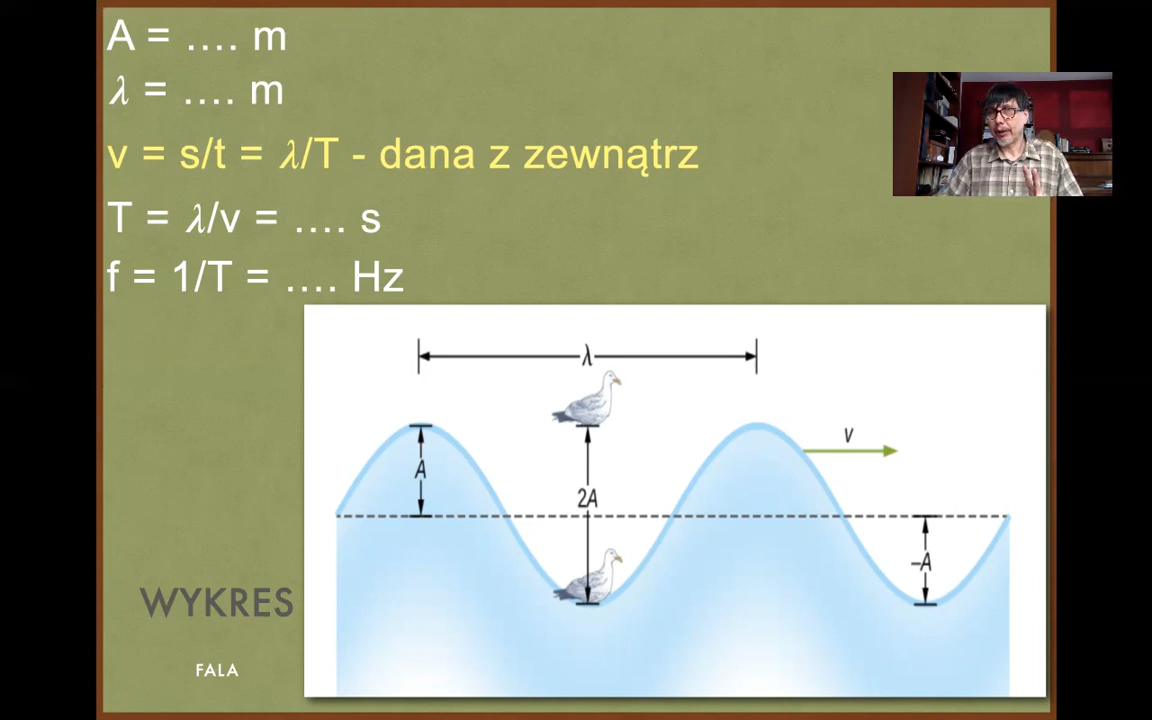 A = .... m
λ = .... m
v = s/t = λ/T - dana z zewnątrz
T = λ/v = .... s
f = 1/T = .... Hz
λ
v
A
2A
–A
WYKRES
FALA